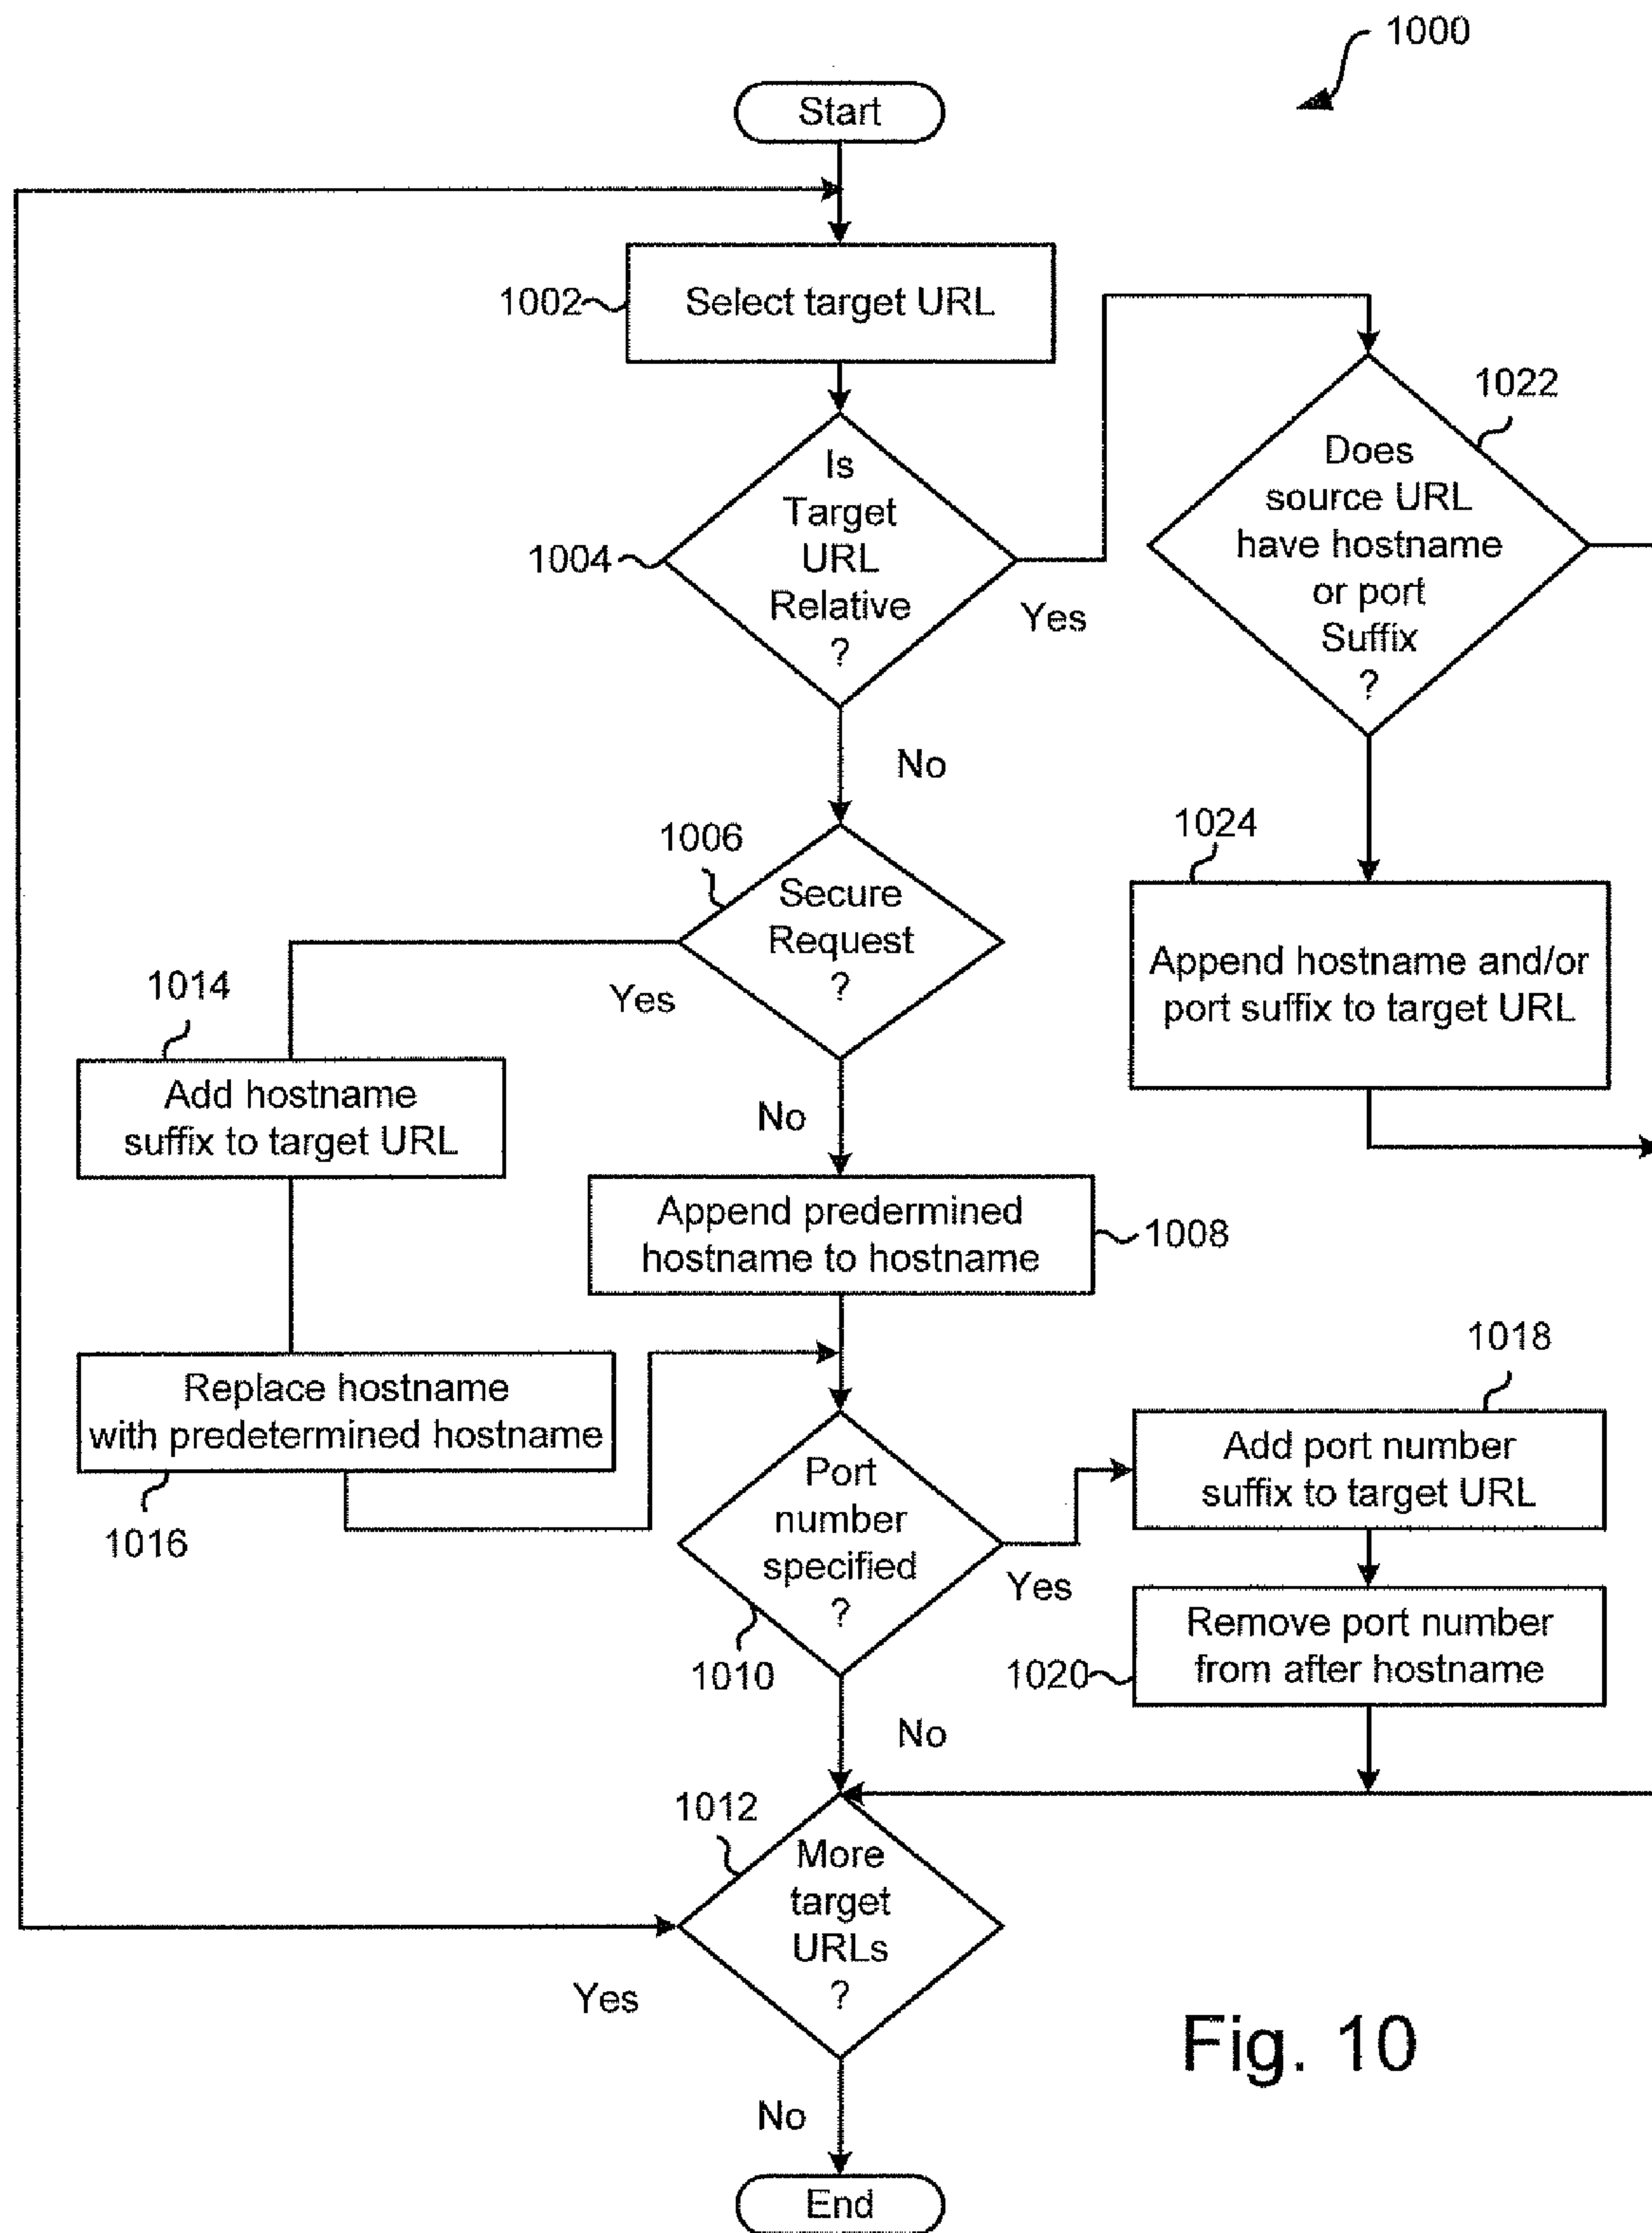 1000
Start
1002
Select target URL
1022
Does
source URL
have hostname
or port
Suffix
?
Is
Target
URL
Relative
?
1004
Yes
No
1006
Secure
Request
?
1024
Append hostname and/or
port suffix to target URL
Yes
1014
Add hostname
suffix to target URL
No
Append predermined
hostname to hostname
1008
1018
Replace hostname
with predetermined hostname
1016
Port
number
specified
?
1010
Yes
Add port number
suffix to target URL
Remove port number
from after hostname
1020
No
1012
More
target
URLs
?
Yes
Fig. 10
No
End